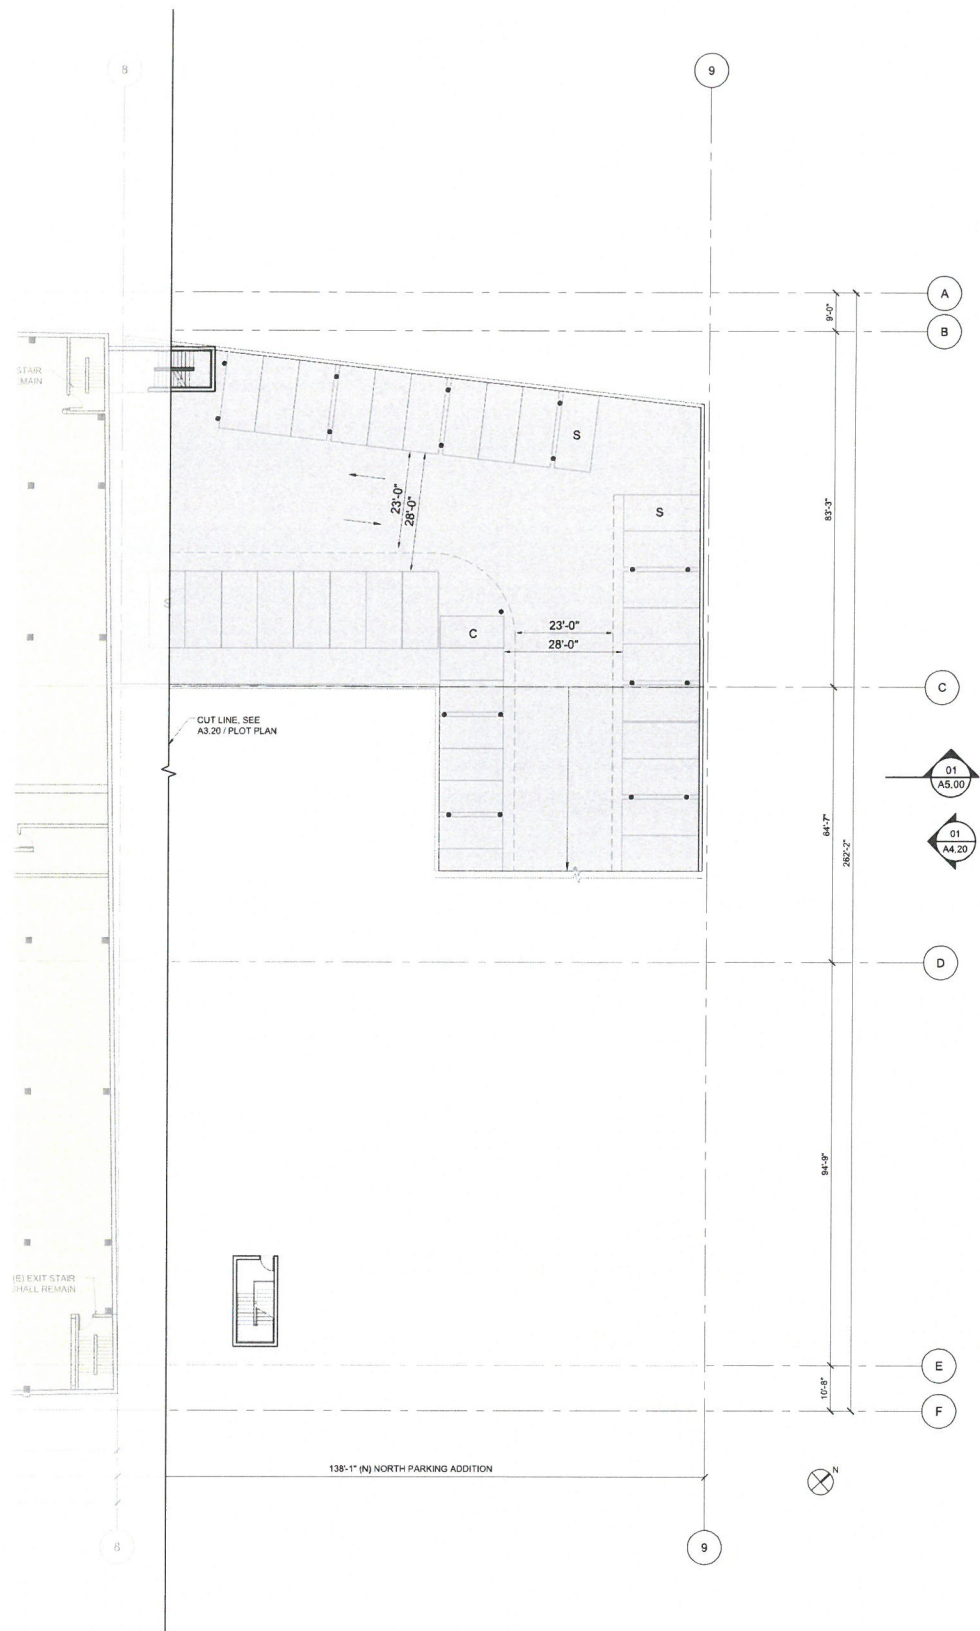 8
9
A
9'-0"
B
STAIR
MAIN
S
S
83'-3"
23'-0"
28'-0"
S
C
23'-0"
28'-0"
C
CUT LINE, SEE
A3.20 / PLOT PLAN
01
A5.00
64'-7"
262'-2"
01
A4.20
D
94'-9"
(E) EXIT STAIR
SHALL REMAIN
E
10'-8"
F
138'-1" (N) NORTH PARKING ADDITION
N
8
9